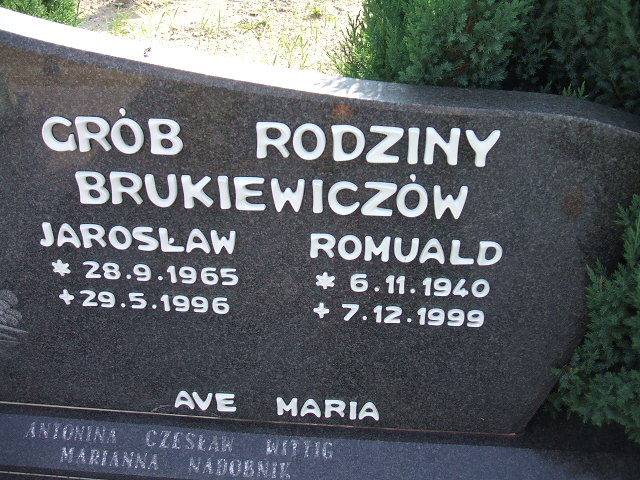 GRÓB RODZINY
BRUKIEWICZÓW
JAROSŁAW ROMUALD
* 28.9.1965 * 6.11.1940
+29.5.1996 + 7.12.1999
AVE MARIA
ANTONINA CZESŁAW WITTIG
MARIANNA NADOBNIK